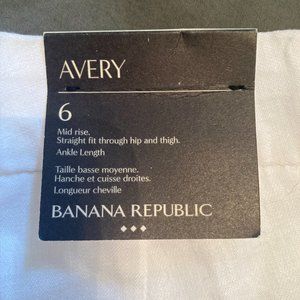 AVERY
6
Mid rise.
Straight fit through hip and thigh.
Ankle Length
Taille basse moyenne.
Hanche et cuisse droites.
Longueur cheville
BANANA REPUBLIC